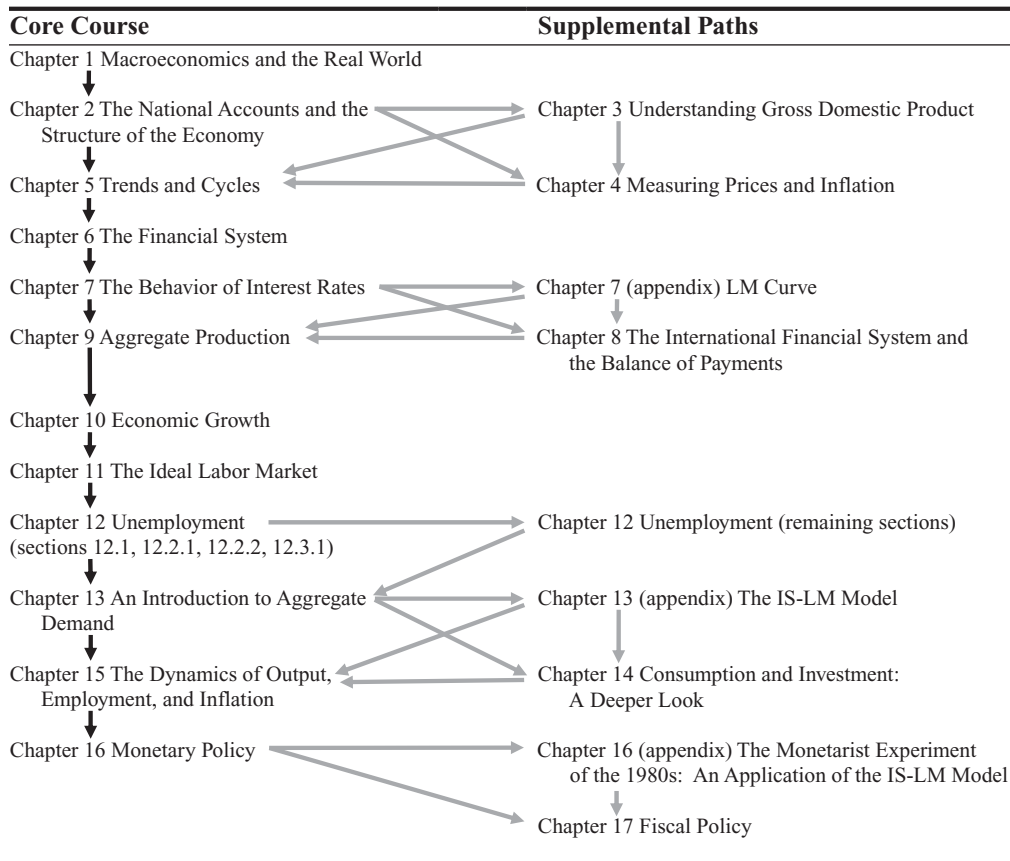 Core Course Supplemental Paths
Chapter 1 Macroeconomics and the Real World
Chapter 2 The National Accounts and the Chapter 3 Understanding Gross Domestic Product
Structure of the Economy
Chapter 5 Trends and Cycles Chapter 4 Measuring Prices and Inflation
Chapter 6 The Financial System
Chapter 7 The Behavior of Interest Rates Chapter 7 (appendix) LM Curve
Chapter 9 Aggregate Production Chapter 8 The International Financial System and
the Balance of Payments
Chapter 10 Economic Growth
Chapter 11 The Ideal Labor Market
Chapter 12 Unemployment Chapter 12 Unemployment (remaining sections)
(sections 12.1, 12.2.1, 12.2.2, 12.3.1)
Chapter 13 An Introduction to Aggregate Chapter 13 (appendix) The IS-LM Model
Demand
Chapter 15 The Dynamics of Output, Chapter 14 Consumption and Investment:
Employment, and Inflation A Deeper Look
Chapter 16 Monetary Policy Chapter 16 (appendix) The Monetarist Experiment
of the 1980s: An Application of the IS-LM Model
Chapter 17 Fiscal Policy